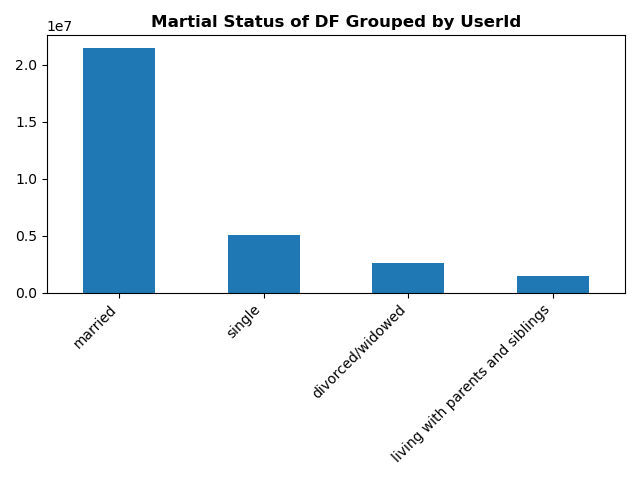 Martial Status of DF Grouped by UserId
1e7
2.0
1.5
1.0
0.5
0.0
married
single
divorced/widowed
living with parents and siblings